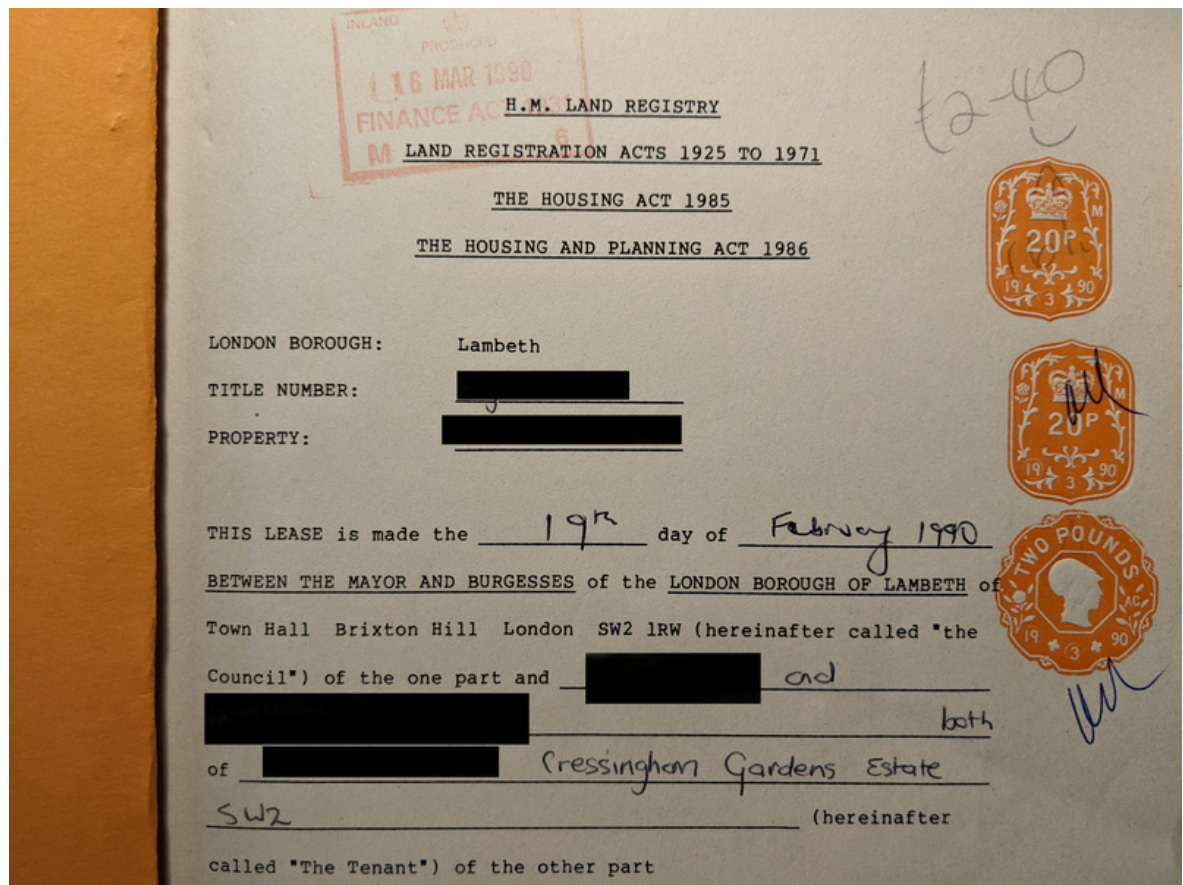 INLAND
PRODUCED
16 MAR 1990
FINANCE ACT 1931
M 6
£2-40
H.M. LAND REGISTRY
LAND REGISTRATION ACTS 1925 TO 1971
THE HOUSING ACT 1985
THE HOUSING AND PLANNING ACT 1986
M
20P
19 3 90
LONDON BOROUGH: Lambeth
TITLE NUMBER:
PROPERTY:
M
20P
19 3 90
THIS LEASE is made the 19th day of February 1990
TWO POUNDS
AC
19 3 90
BETWEEN THE MAYOR AND BURGESSES of the LONDON BOROUGH OF LAMBETH of
Town Hall Brixton Hill London SW2 1RW (hereinafter called "the
Council") of the one part and and
both
of Cressingham Gardens Estate
SW2 (hereinafter
called "The Tenant") of the other part